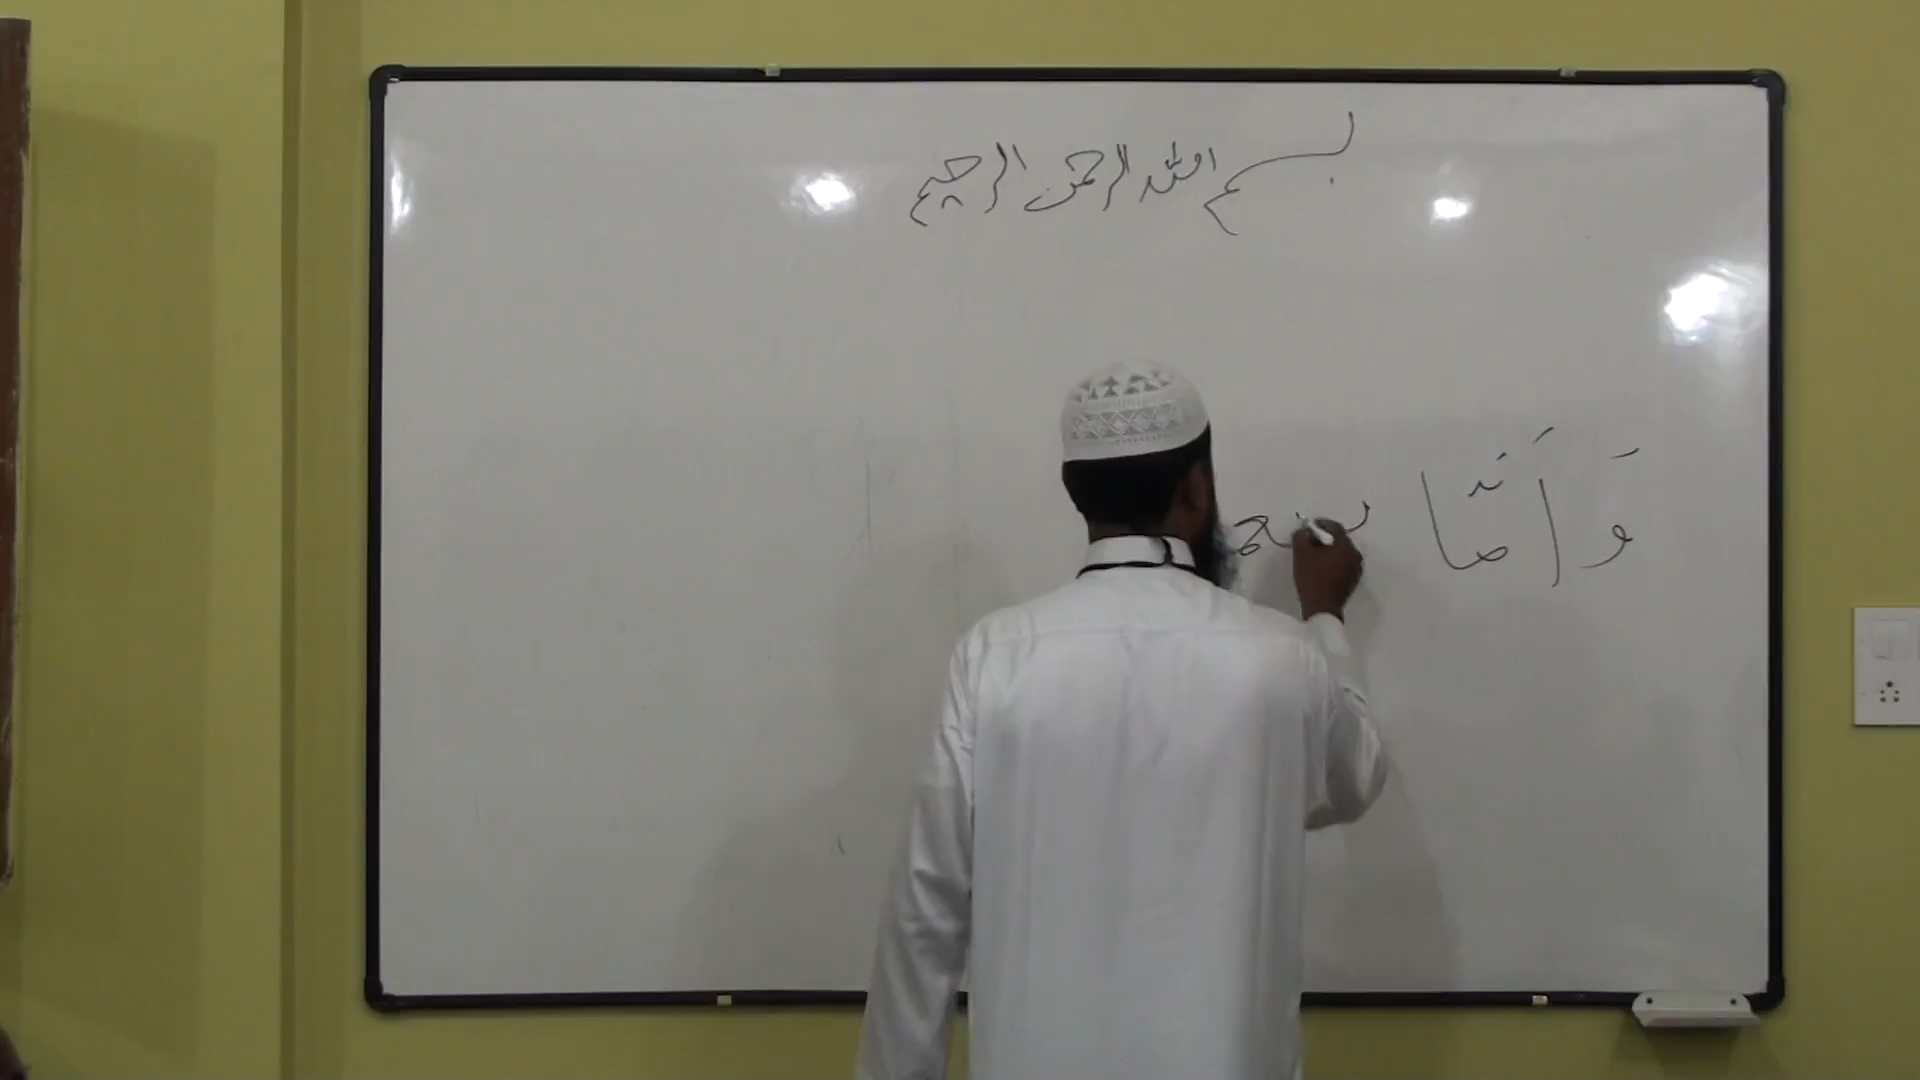 بسم الله الرحمن الرحيم
وَ أَمَّا